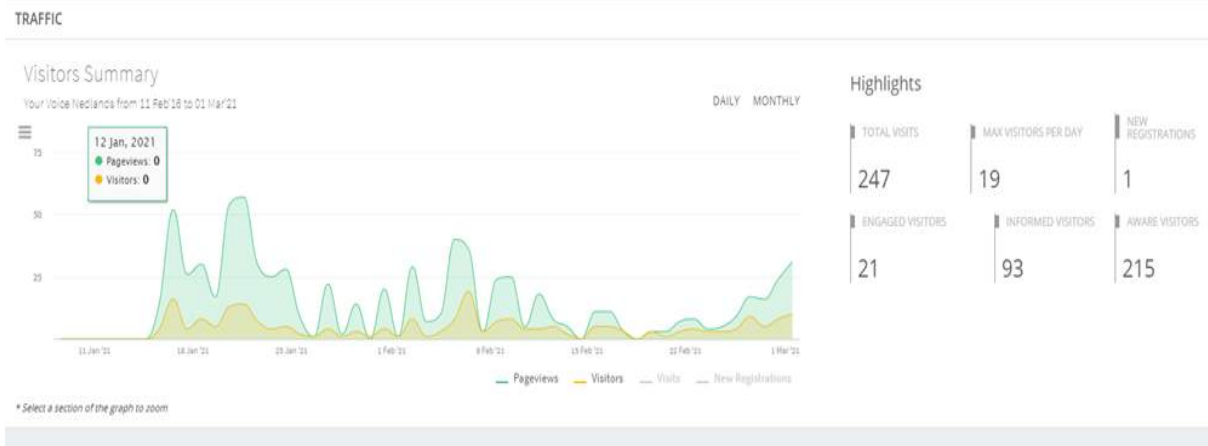 TRAFFIC
Visitors Summary
Your Voice Nedlands from 11 Feb'16 to 01 Mar'21
DAILY MONTHLY
12 Jan, 2021
Pageviews: 0
Visitors: 0
75
50
25
11 Jan '21 18 Jan '21 25 Jan '21 1 Feb '21 8 Feb '21 15 Feb '21 22 Feb '21 1 Mar '21
Pageviews Visitors Visits New Registrations
* Select a section of the graph to zoom
Highlights
TOTAL VISITS
247
MAX VISITORS PER DAY
19
NEW
REGISTRATIONS
1
ENGAGED VISITORS
21
INFORMED VISITORS
93
AWARE VISITORS
215